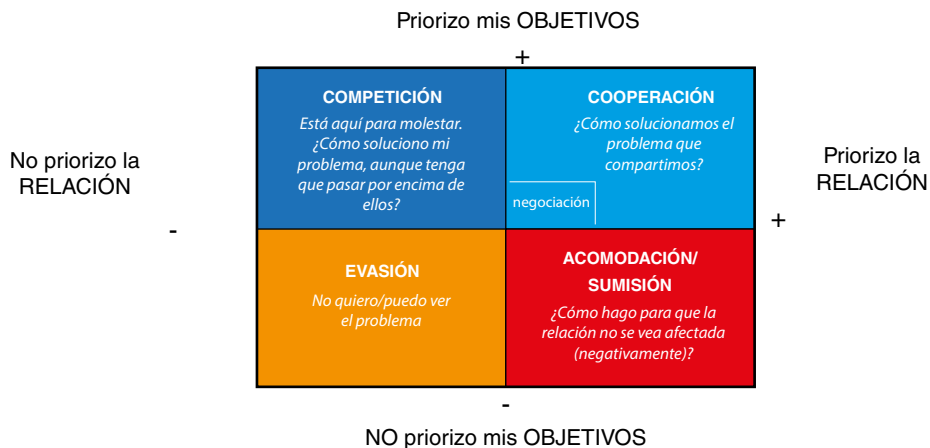 Priorizo mis OBJETIVOS
+
COMPETICIÓN
Está aquí para molestar.
¿Cómo soluciono mi
problema, aunque tenga
que pasar por encima de
ellos?
COOPERACIÓN
¿Cómo solucionamos el
problema que
compartimos?
negociación
No priorizo la
RELACIÓN
-
Priorizo la
RELACIÓN
+
EVASIÓN
No quiero/puedo ver
el problema
ACOMODACIÓN/
SUMISIÓN
¿Cómo hago para que la
relación no se vea afectada
(negativamente)?
-
NO priorizo mis OBJETIVOS